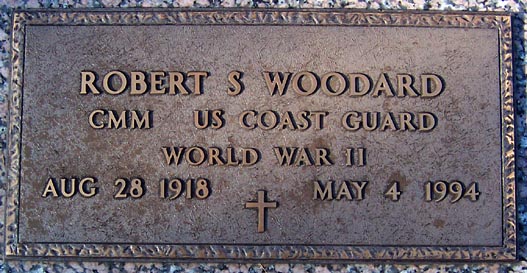 ROBERT S WOODARD
CMM US COAST GUARD
WORLD WAR II
AUG 28 1918 MAY 4 1994